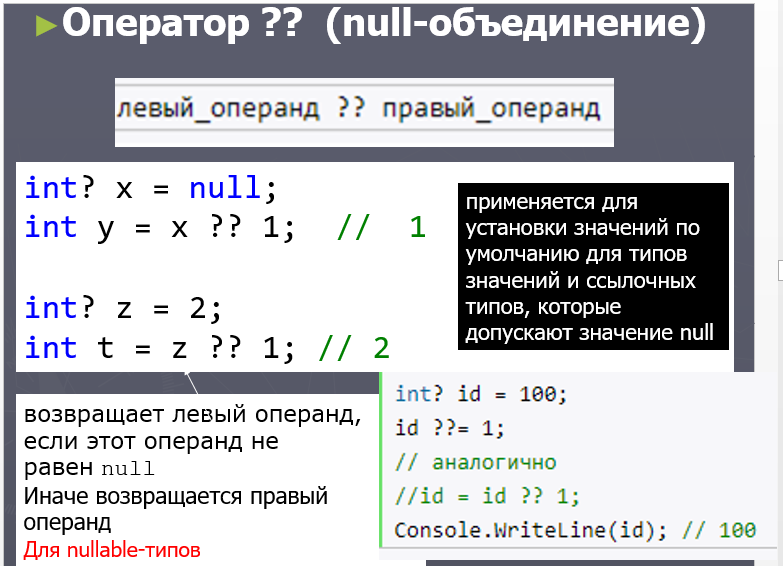 ►Оператор ?? (null-объединение)
левый_операнд ?? правый_операнд
int? x = null;
int y = x ?? 1; // 1
int? z = 2;
int t = z ?? 1; // 2
применяется для
установки значений по
умолчанию для типов
значений и ссылочных
типов, которые
допускают значение null
возвращает левый операнд,
если этот операнд не
равен null
Иначе возвращается правый
операнд
Для nullable-типов
int? id = 100;
id ??= 1;
// аналогично
//id = id ?? 1;
Console.WriteLine(id); // 100